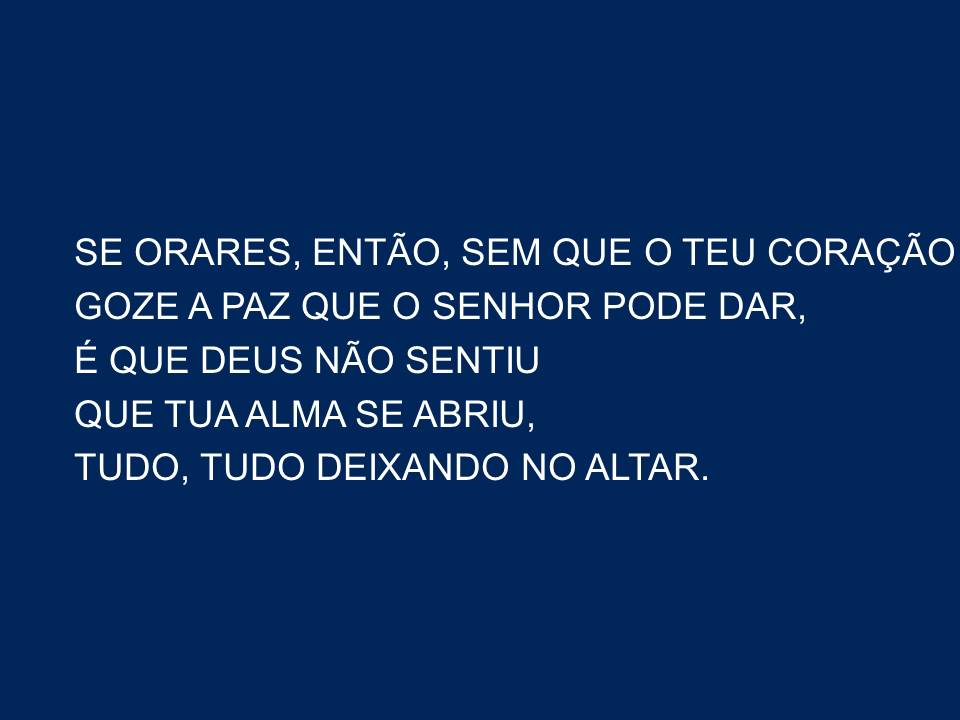 SE ORARES, ENTÃO, SEM QUE O TEU CORAÇÃO
GOZE A PAZ QUE O SENHOR PODE DAR,
É QUE DEUS NÃO SENTIU
QUE TUA ALMA SE ABRIU,
TUDO, TUDO DEIXANDO NO ALTAR.